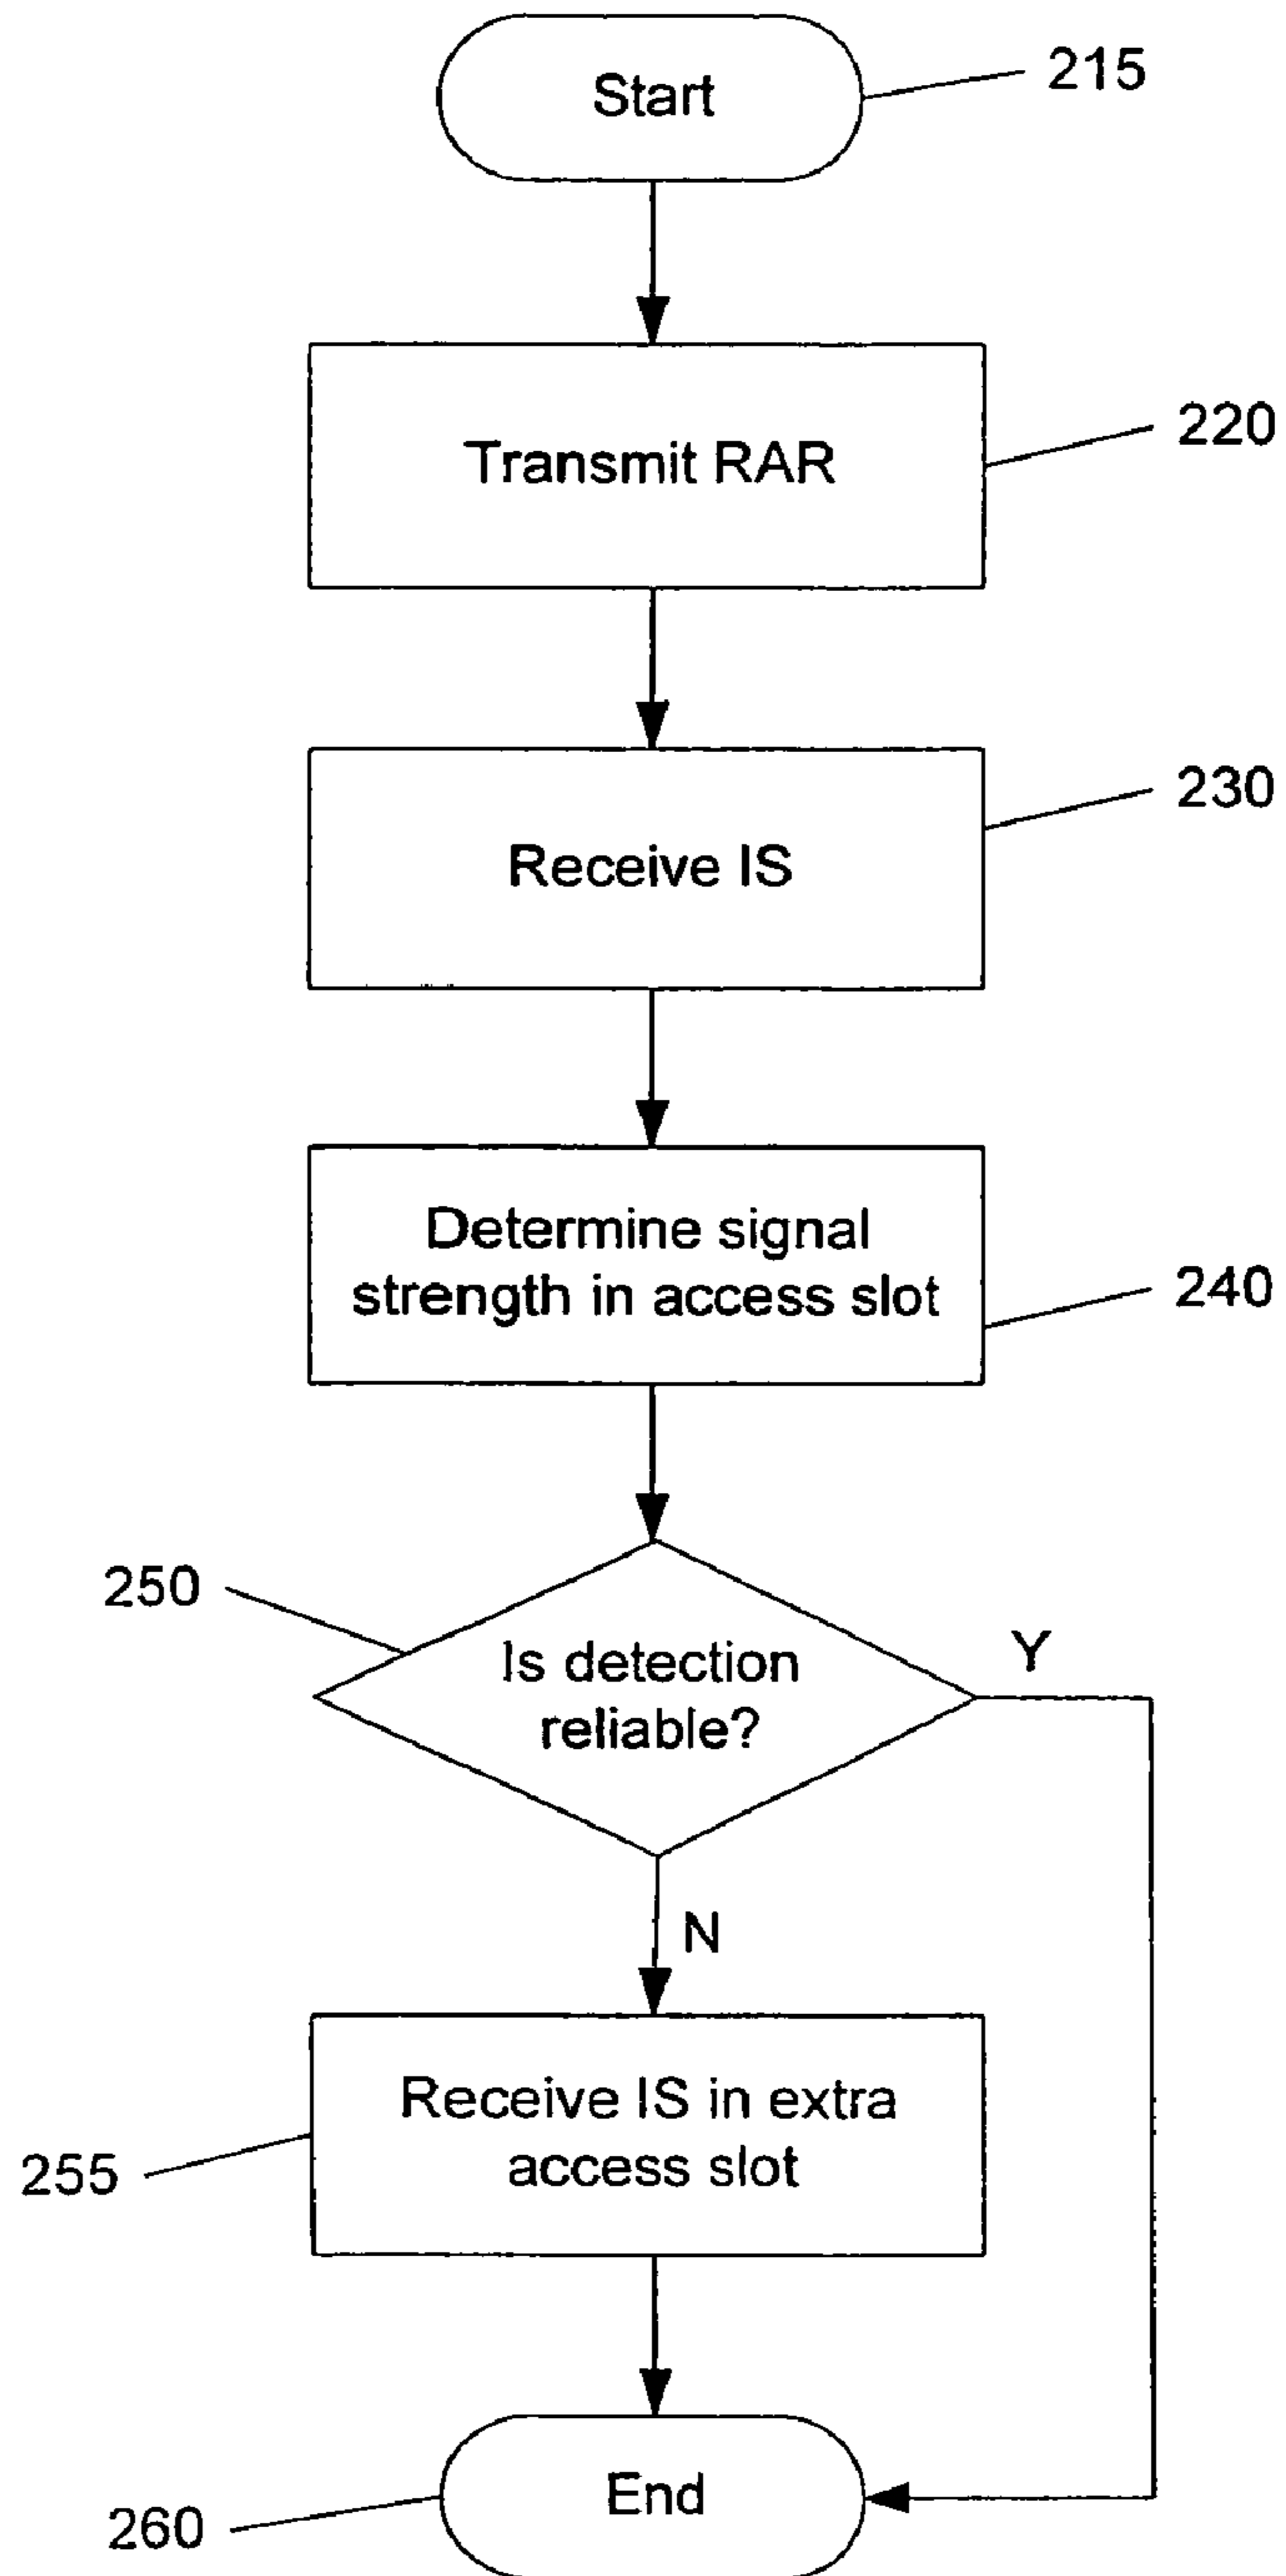 Start
215
Transmit RAR
220
Receive IS
230
Determine signal
strength in access slot
240
250
Is detection
reliable?
Y
N
Receive IS in extra
access slot
255
End
260